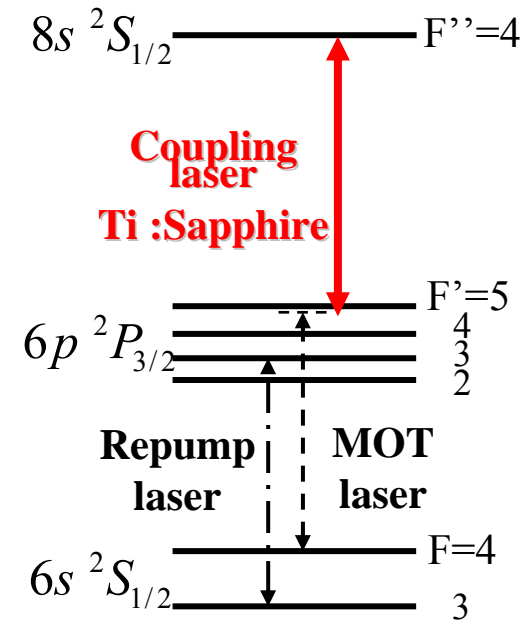 8s ²S₁/₂ F’’=4
Coupling
laser
Ti :Sapphire
F’=5
4
6p ²P₃/₂ 3
2
Repump MOT
laser laser
F=4
6s ²S₁/₂ 3